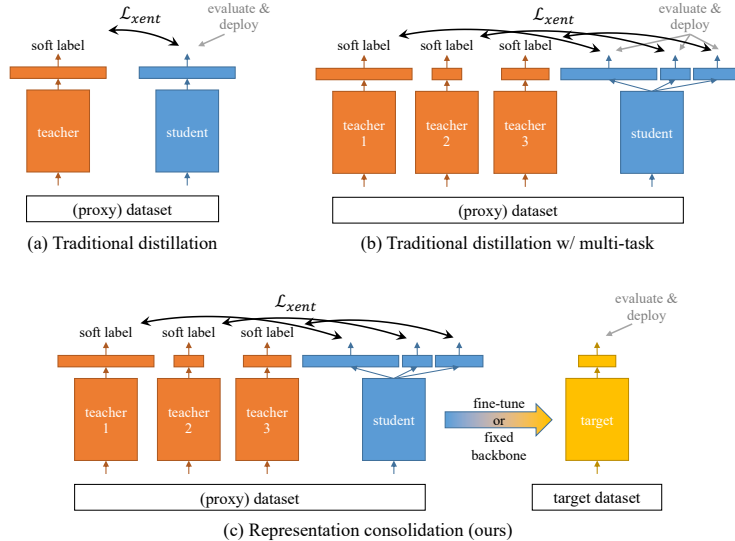 ℒ_xent
evaluate &
deploy
soft label
teacher
student
(proxy) dataset
(a) Traditional distillation
ℒ_xent
evaluate &
deploy
soft label
soft label
soft label
teacher
1
teacher
2
teacher
3
student
(proxy) dataset
(b) Traditional distillation w/ multi-task
ℒ_xent
soft label
soft label
soft label
teacher
1
teacher
2
teacher
3
student
(proxy) dataset
fine-tune
or
fixed
backbone
evaluate &
deploy
target
target dataset
(c) Representation consolidation (ours)